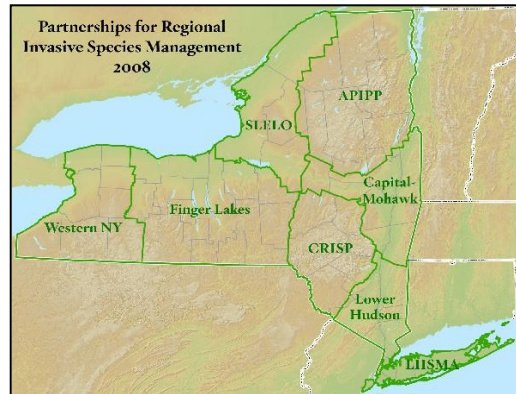 Partnerships for Regional
Invasive Species Management
2008
APIPP
SLELO
Capital-
Mohawk
Finger Lakes
Western NY
CRISP
Lower
Hudson
LIISMA